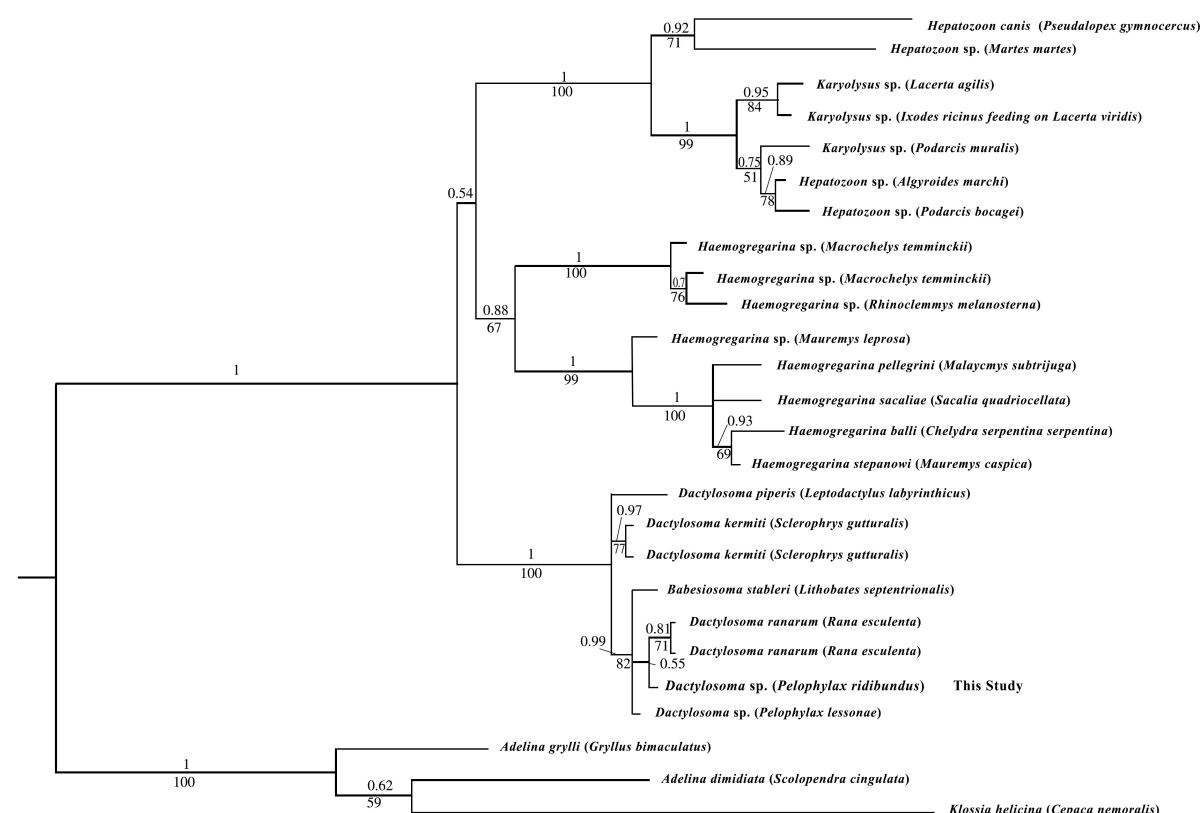 0.92
71
Hepatozoon canis (Pseudalopex gymnocercus)
Hepatozoon sp. (Martes martes)
1
100
0.95
84
Karyolysus sp. (Lacerta agilis)
Karyolysus sp. (Ixodes ricinus feeding on Lacerta viridis)
1
99
Karyolysus sp. (Podarcis muralis)
0.75
51
0.89
78
Hepatozoon sp. (Algyroides marchi)
Hepatozoon sp. (Podarcis bocagei)
0.54
Haemogregarina sp. (Macrochelys temminckii)
1
100
0.7
76
Haemogregarina sp. (Macrochelys temminckii)
Haemogregarina sp. (Rhinoclemmys melanosterna)
0.88
67
Haemogregarina sp. (Mauremys leprosa)
1
99
Haemogregarina pellegrini (Malaycmys subtrijuga)
1
100
Haemogregarina sacaliae (Sacalia quadriocellata)
0.93
69
Haemogregarina balli (Chelydra serpentina serpentina)
Haemogregarina stepanowi (Mauremys caspica)
1
Dactylosoma piperis (Leptodactylus labyrinthicus)
0.97
77
Dactylosoma kermiti (Sclerophrys gutturalis)
Dactylosoma kermiti (Sclerophrys gutturalis)
1
100
Babesiosoma stableri (Lithobates septentrionalis)
0.81
71
Dactylosoma ranarum (Rana esculenta)
Dactylosoma ranarum (Rana esculenta)
0.99
82
0.55
Dactylosoma sp. (Pelophylax ridibundus) This Study
Dactylosoma sp. (Pelophylax lessonae)
Adelina grylli (Gryllus bimaculatus)
1
100
0.62
59
Adelina dimidiata (Scolopendra cingulata)
Klossia helicina (Cepaca nemoralis)